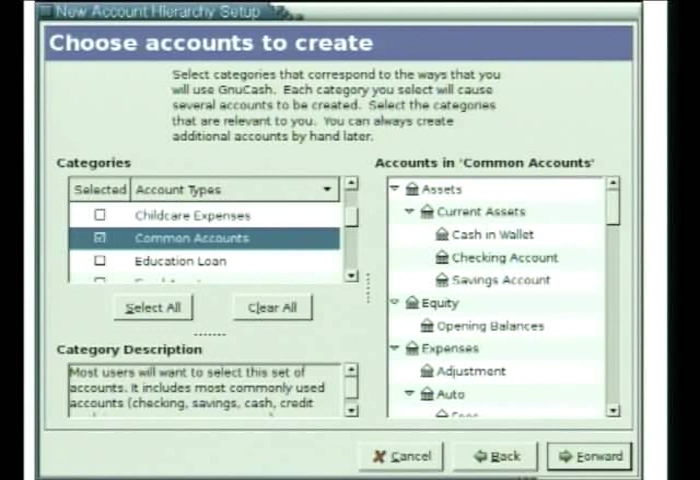 New Account Hierarchy Setup
Choose accounts to create
Select categories that correspond to the ways that you
will use GnuCash. Each category you select will cause
several accounts to be created. Select the categories
that are relevant to you. You can always create
additional accounts by hand later.
Categories
Selected Account Types
Childcare Expenses
Common Accounts
Education Loan
Select All
Clear All
Category Description
Most users will want to select this set of
accounts. It includes most commonly used
accounts (checking, savings, cash, credit
Accounts in 'Common Accounts'
Assets
Current Assets
Cash in Wallet
Checking Account
Savings Account
Equity
Opening Balances
Expenses
Adjustment
Auto
Cancel
Back
Forward